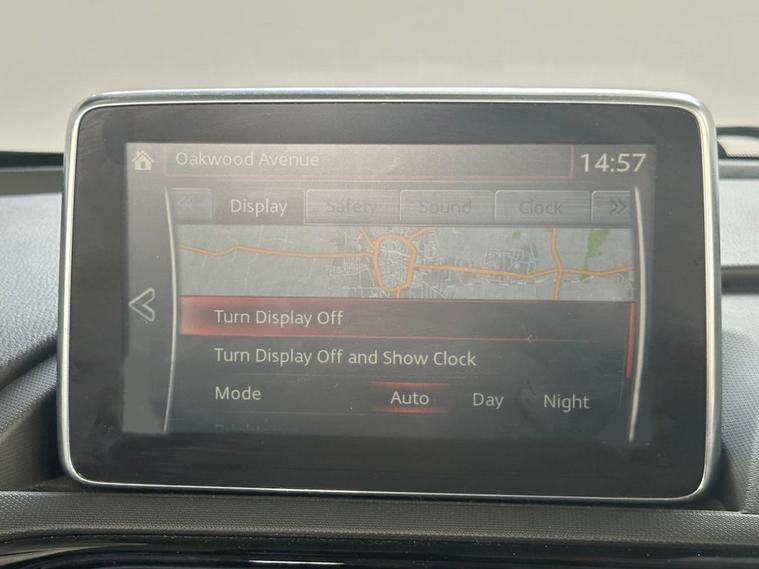 Oakwood Avenue 14:57
Display Safety Sound Clock
Turn Display Off
Turn Display Off and Show Clock
Mode Auto Day Night